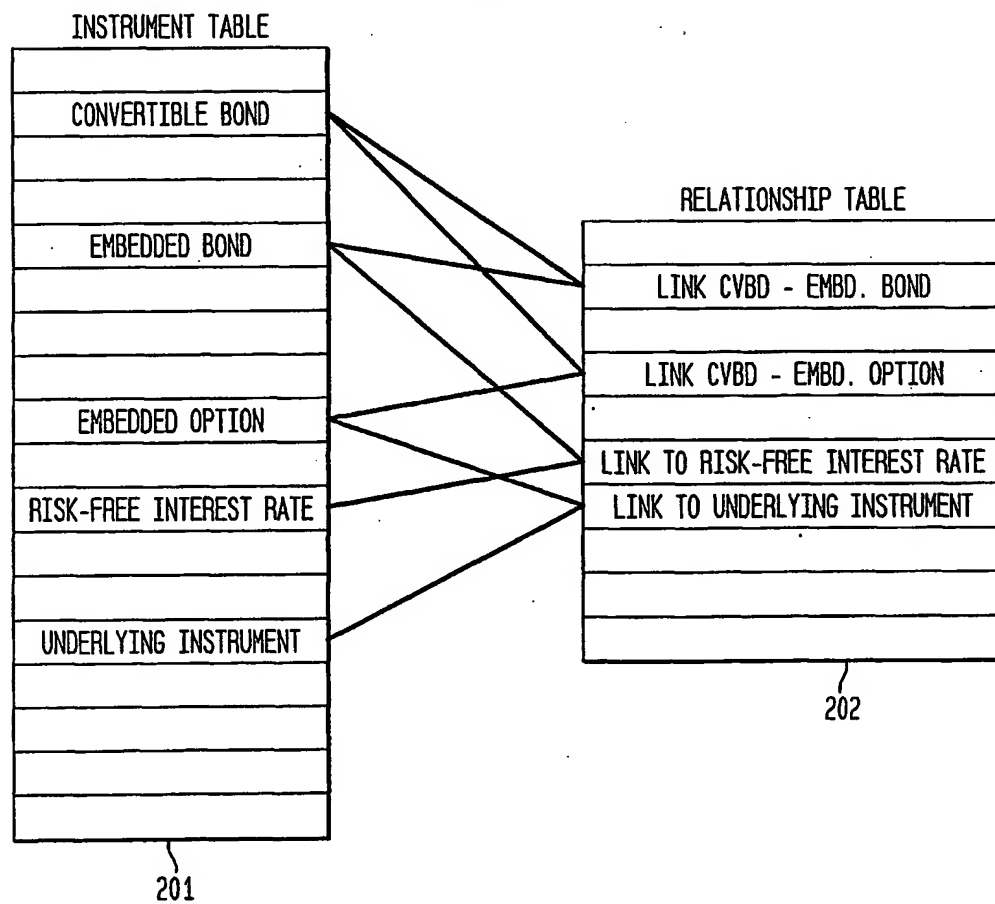 INSTRUMENT TABLE
CONVERTIBLE BOND
EMBEDDED BOND
EMBEDDED OPTION
RISK-FREE INTEREST RATE
UNDERLYING INSTRUMENT
201
RELATIONSHIP TABLE
LINK CVBD - EMBD. BOND
LINK CVBD - EMBD. OPTION
LINK TO RISK-FREE INTEREST RATE
LINK TO UNDERLYING INSTRUMENT
202